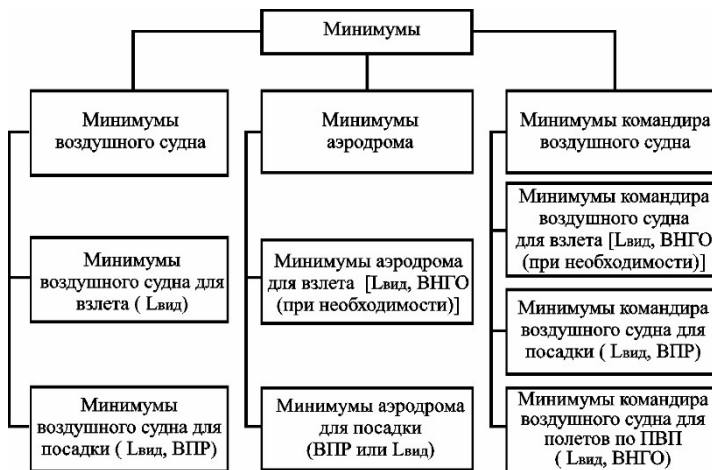 Минимумы
Минимумы
воздушного судна
Минимумы
аэродрома
Минимумы командира
воздушного судна
Минимумы
воздушного судна для
взлета ( Lвид)
Минимумы аэродрома
для взлета [Lвид, ВНГО
(при необходимости)]
Минимумы командира
воздушного судна
для взлета [Lвид, ВНГО
(при необходимости)]
Минимумы командира
воздушного судна для
посадки ( Lвид, ВПР)
Минимумы
воздушного судна для
посадки ( Lвид, ВПР)
Минимумы аэродрома
для посадки
(ВПР или Lвид)
Минимумы командира
воздушного судна для
полетов по ПВП
( Lвид, ВНГО)